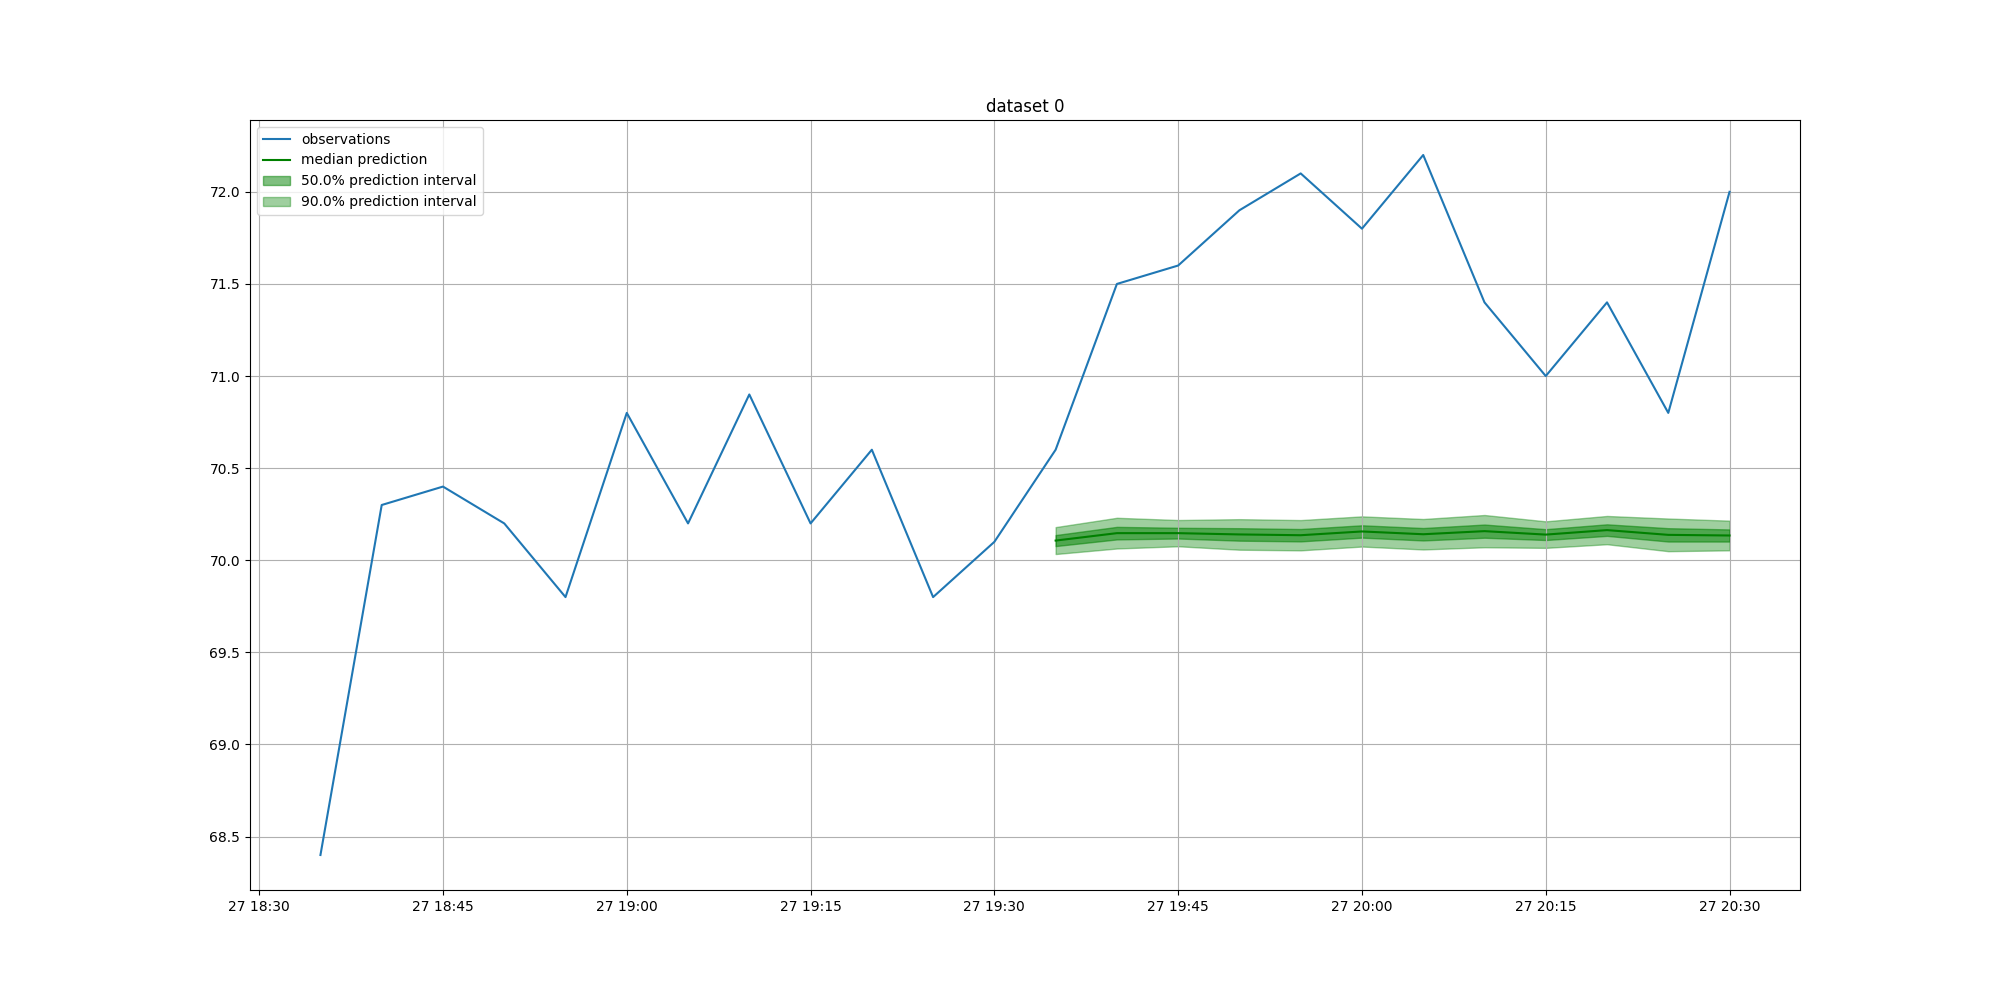 dataset 0
observations
median prediction
50.0% prediction interval
90.0% prediction interval
72.0
71.5
71.0
70.5
70.0
69.5
69.0
68.5
27 18:30 27 18:45 27 19:00 27 19:15 27 19:30 27 19:45 27 20:00 27 20:15 27 20:30